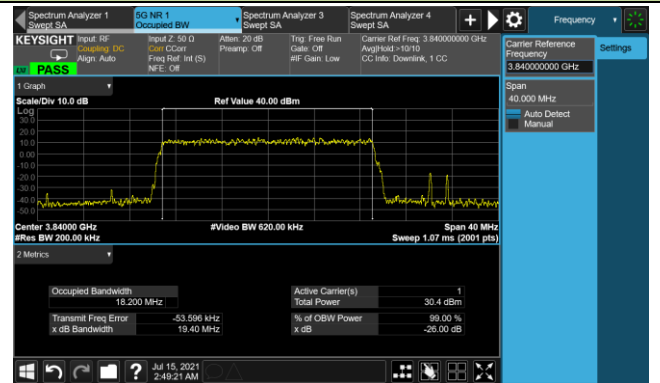 Spectrum Analyzer 1
Swept SA
5G NR 1
Occupied BW
Spectrum Analyzer 3
Swept SA
Spectrum Analyzer 4
Swept SA
Frequency
KEYSIGHT
PASS
Input: RF
Coupling: DC
Align: Auto
Input Z: 50 Ω
Corr CCorr
Freq Ref: Int (S)
NFE: Off
Atten: 20 dB
Preamp: Off
Trig: Free Run
Gate: Off
#IF Gain: Low
Carrier Ref Freq: 3.840000000 GHz
Avg|Hold:>10/10
CC Info: Downlink, 1 CC
Carrier Reference
Frequency
3.840000000 GHz
Settings
Span
40.000 MHz
Auto Detect
Manual
1 Graph
Scale/Div 10.0 dB
Ref Value 40.00 dBm
Log
30.0
20.0
10.0
0.00
-10.0
-20.0
-30.0
-40.0
-50.0
Center 3.84000 GHz
#Video BW 620.00 kHz
Span 40 MHz
#Res BW 200.00 kHz
Sweep 1.07 ms (2001 pts)
2 Metrics
Occupied Bandwidth
18.200 MHz
Active Carrier(s)
1
Total Power
30.4 dBm
Transmit Freq Error
-53.596 kHz
% of OBW Power
99.00 %
x dB Bandwidth
19.40 MHz
x dB
-26.00 dB
?
Jul 15, 2021
2:49:21 AM